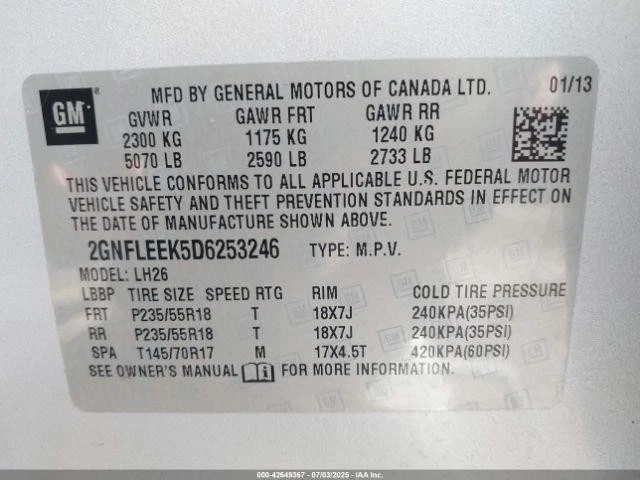 GM
MFD BY GENERAL MOTORS OF CANADA LTD. 01/13
GVWR GAWR FRT GAWR RR
2300 KG 1175 KG 1240 KG
5070 LB 2590 LB 2733 LB
THIS VEHICLE CONFORMS TO ALL APPLICABLE U.S. FEDERAL MOTOR
VEHICLE SAFETY AND THEFT PREVENTION STANDARDS IN EFFECT ON
THE DATE OF MANUFACTURE SHOWN ABOVE.
2GNFLEEK5D6253246 TYPE: M.P.V.
MODEL: LH26
LBBP TIRE SIZE SPEED RTG RIM COLD TIRE PRESSURE
FRT P235/55R18 T 18X7J 240KPA(35PSI)
RR P235/55R18 T 18X7J 240KPA(35PSI)
SPA T145/70R17 M 17X4.5T 420KPA(60PSI)
SEE OWNER'S MANUAL FOR MORE INFORMATION.
000-42649367 - 07/03/2025 - IAAI.COM